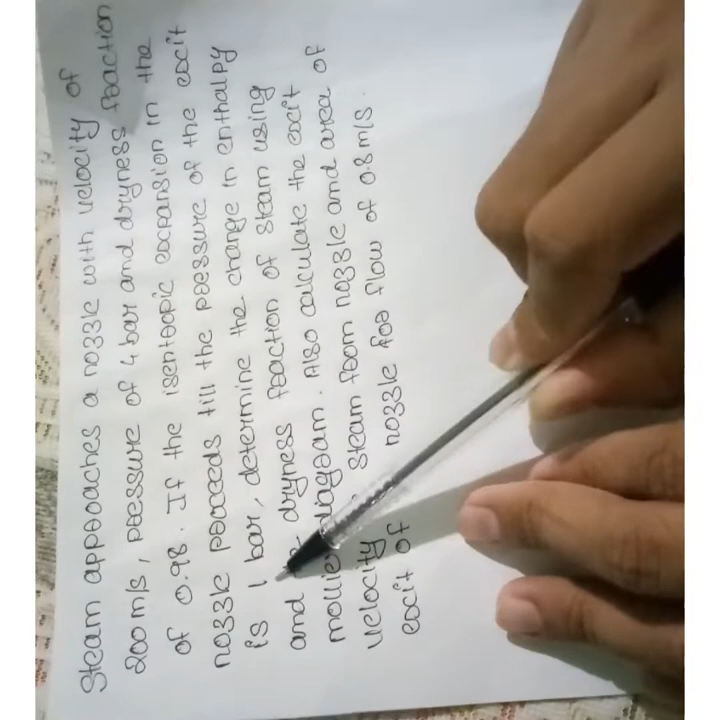 Steam approaches a nozzle with velocity of
200 m/s, pressure of 4 bar and dryness fraction
of 0.98. If the isentropic expansion in the
nozzle proceeds till the pressure of the exit
is 1 bar, determine the change in enthalpy
and dryness fraction of steam using
diagram. Also calculate the exit
velocity steam from nozzle and area of
exit of nozzle for flow of 0.8 m/s.